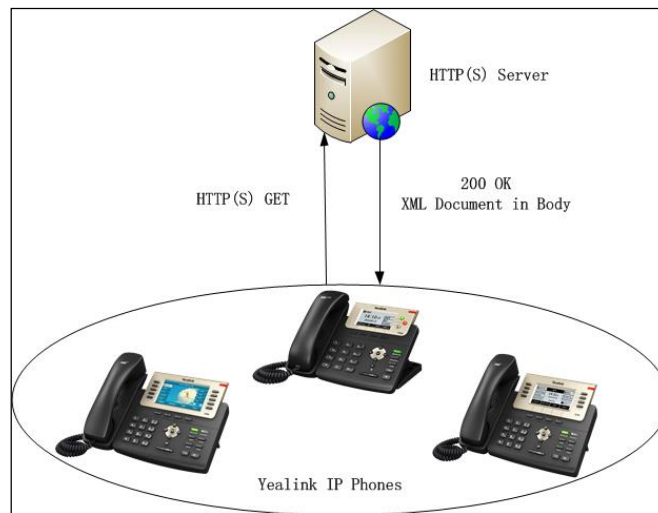 HTTP(S) Server
HTTP(S) GET
200 OK
XML Document in Body
Yealink IP Phones